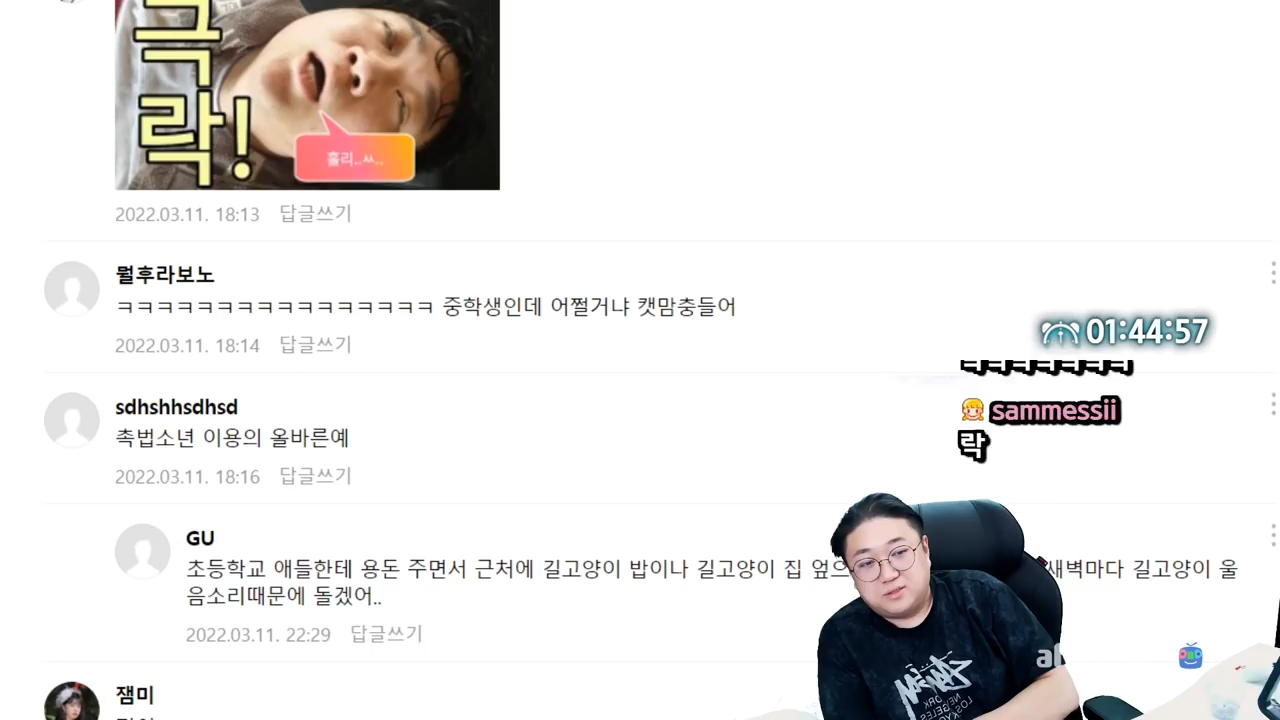 극
락!
홀리..ㅆ..
2022.03.11. 18:13 답글쓰기
뭘후라보노
ㅋㅋㅋㅋㅋㅋㅋㅋㅋㅋㅋㅋㅋㅋㅋㅋ 중학생인데 어쩔거냐 캣맘충들어
2022.03.11. 18:14 답글쓰기
01:44:57
sammessii
락
sdhshhsdhsd
촉법소년 이용의 올바른예
2022.03.11. 18:16 답글쓰기
GU
초등학교 애들한테 용돈 주면서 근처에 길고양이 밥이나 길고양이 집 엎으 새벽마다 길고양이 울
음소리때문에 돌겠어..
2022.03.11. 22:29 답글쓰기
잼미